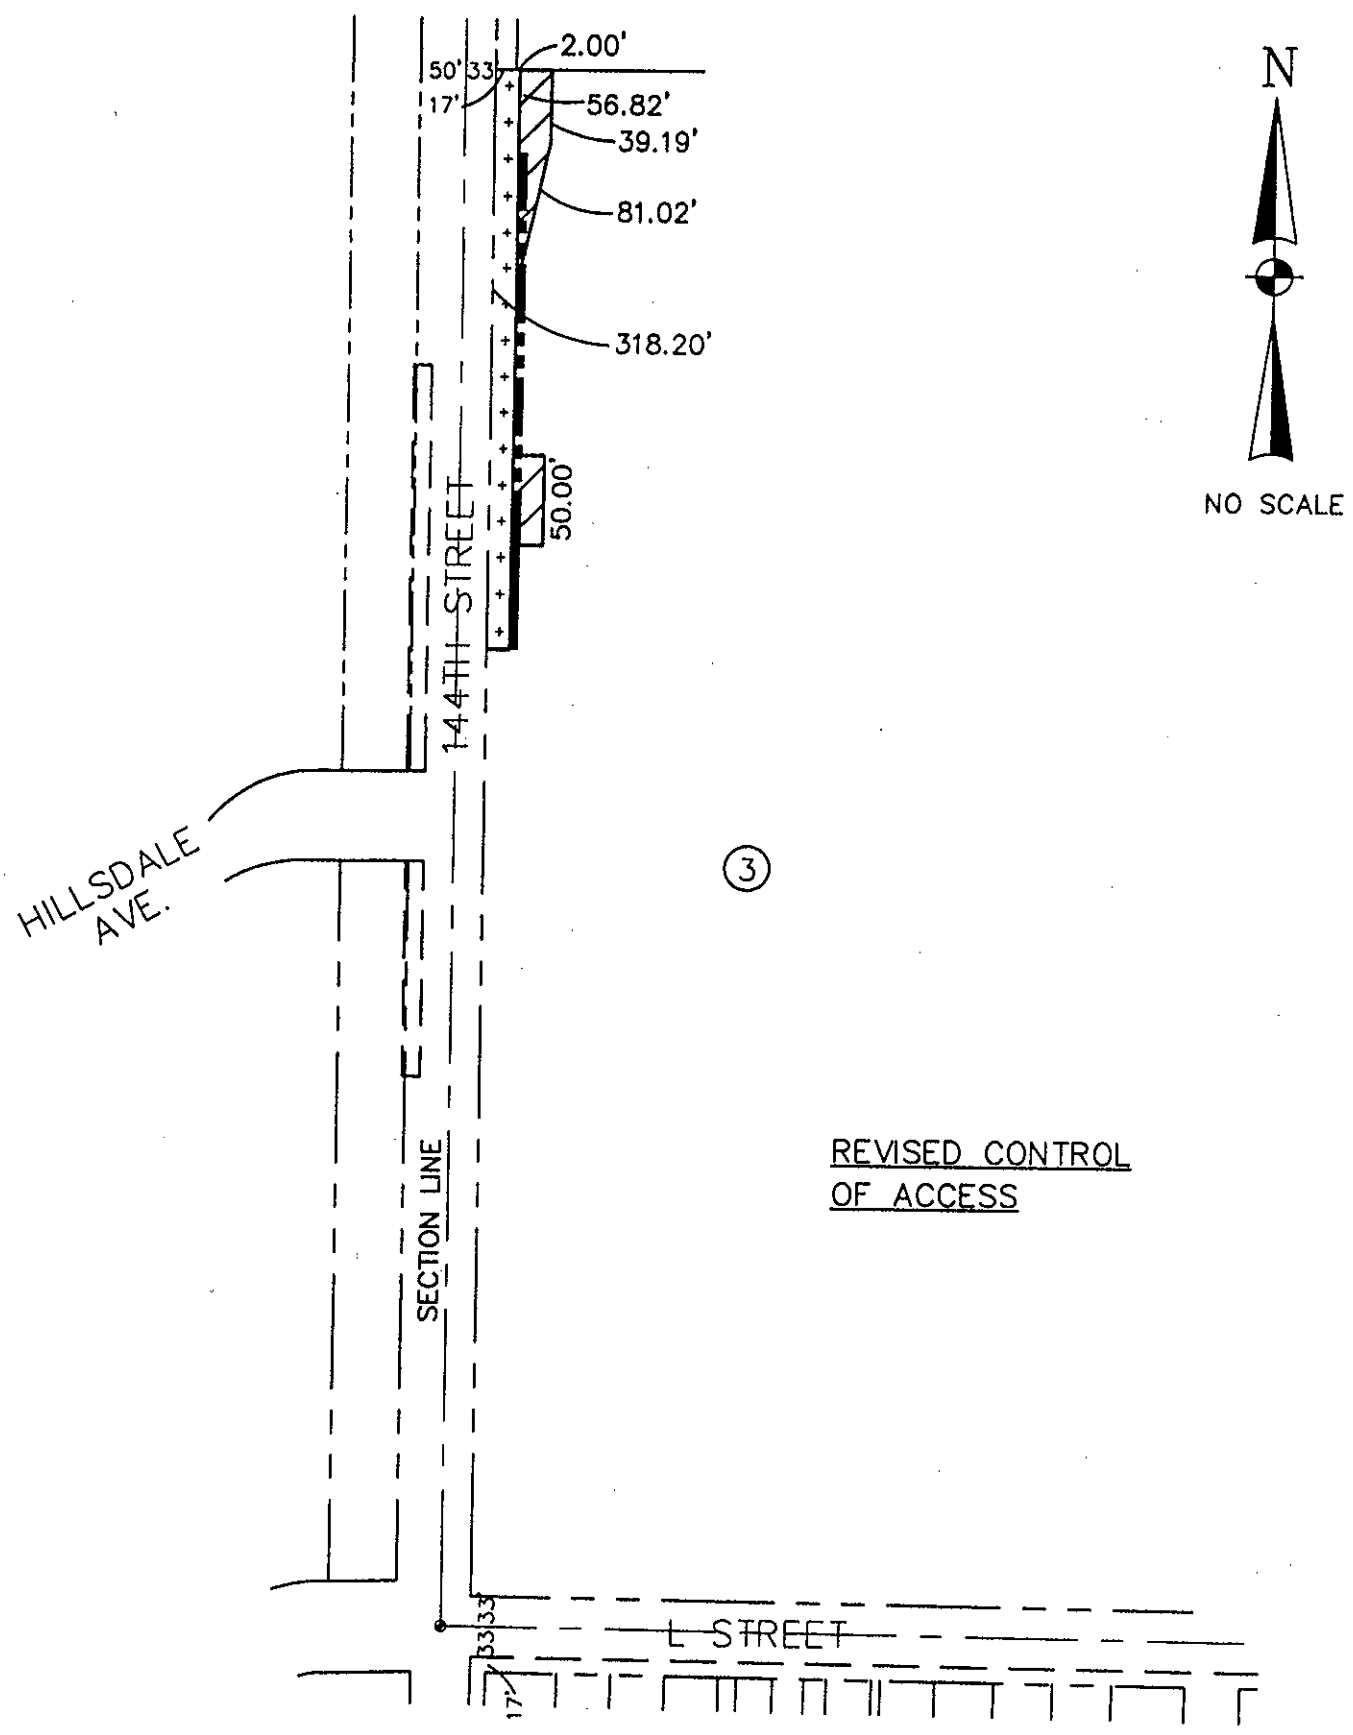 2.00'
50' 33
17'
56.82'
39.19'
81.02'
318.20'
50.00'
N
NO SCALE
144TH STREET
HILLSDALE
AVE.
3
SECTION LINE
REVISED CONTROL
OF ACCESS
33 33'
L STREET
17'